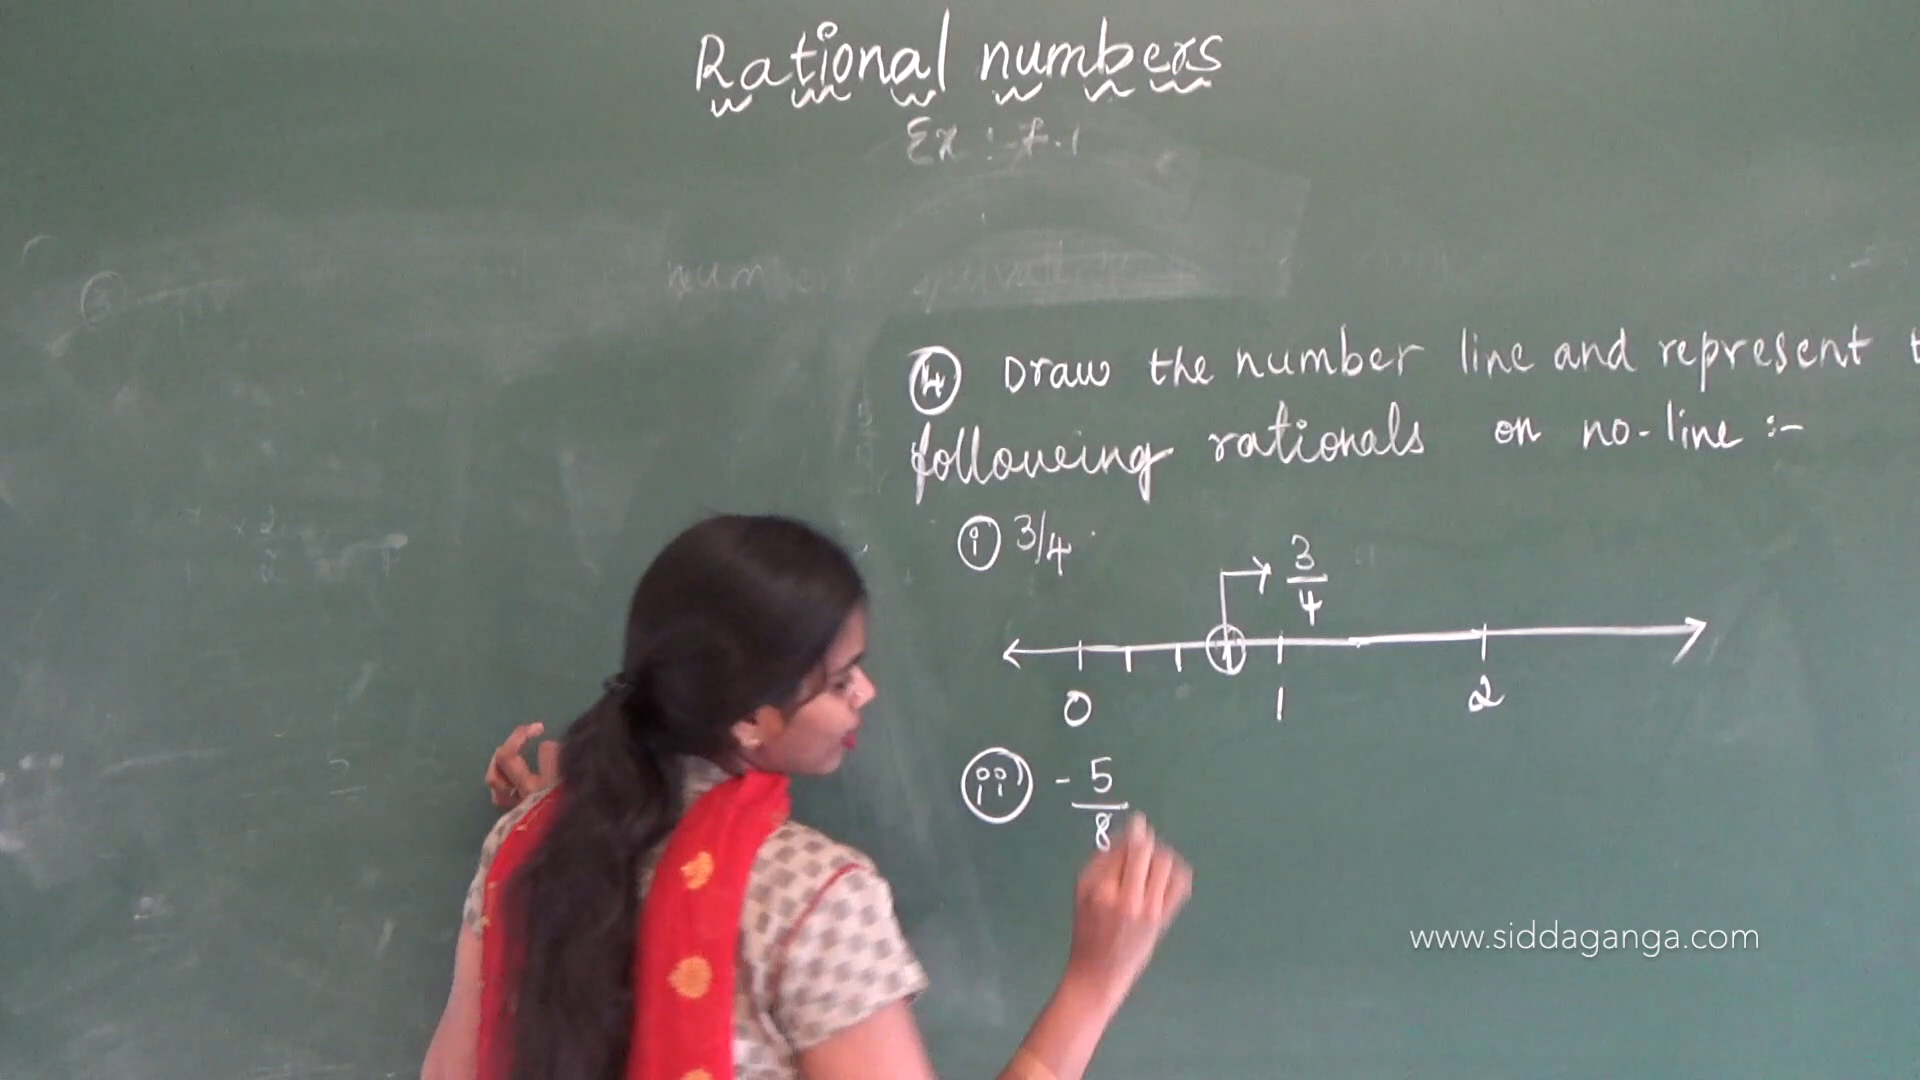 Rational numbers
Ex :- 7.1
④ Draw the number line and represent t
following rationals on no-line :-
ⓘ 3/4
3/4
0 1 2
(ii) -5/8
www.siddaganga.com